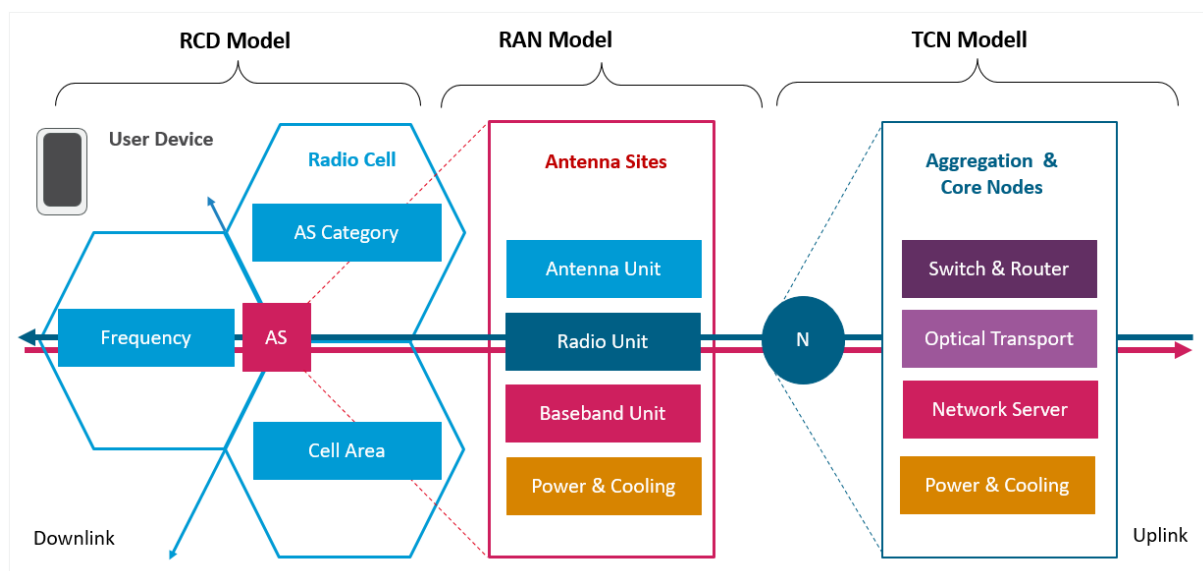 RCD Model
RAN Model
TCN Modell
User Device
Radio Cell
AS Category
Frequency
AS
Cell Area
Downlink
Antenna Sites
Antenna Unit
Radio Unit
Baseband Unit
Power & Cooling
N
Aggregation &
Core Nodes
Switch & Router
Optical Transport
Network Server
Power & Cooling
Uplink